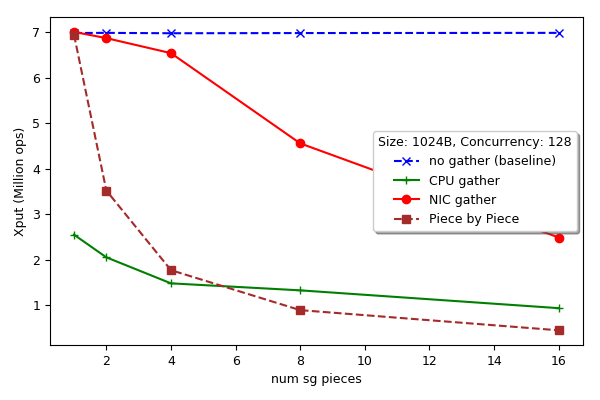 7
6
5
4
3
2
1
Xput (Million ops)
Size: 1024B, Concurrency: 128
no gather (baseline)
CPU gather
NIC gather
Piece by Piece
2 4 6 8 10 12 14 16
num sg pieces